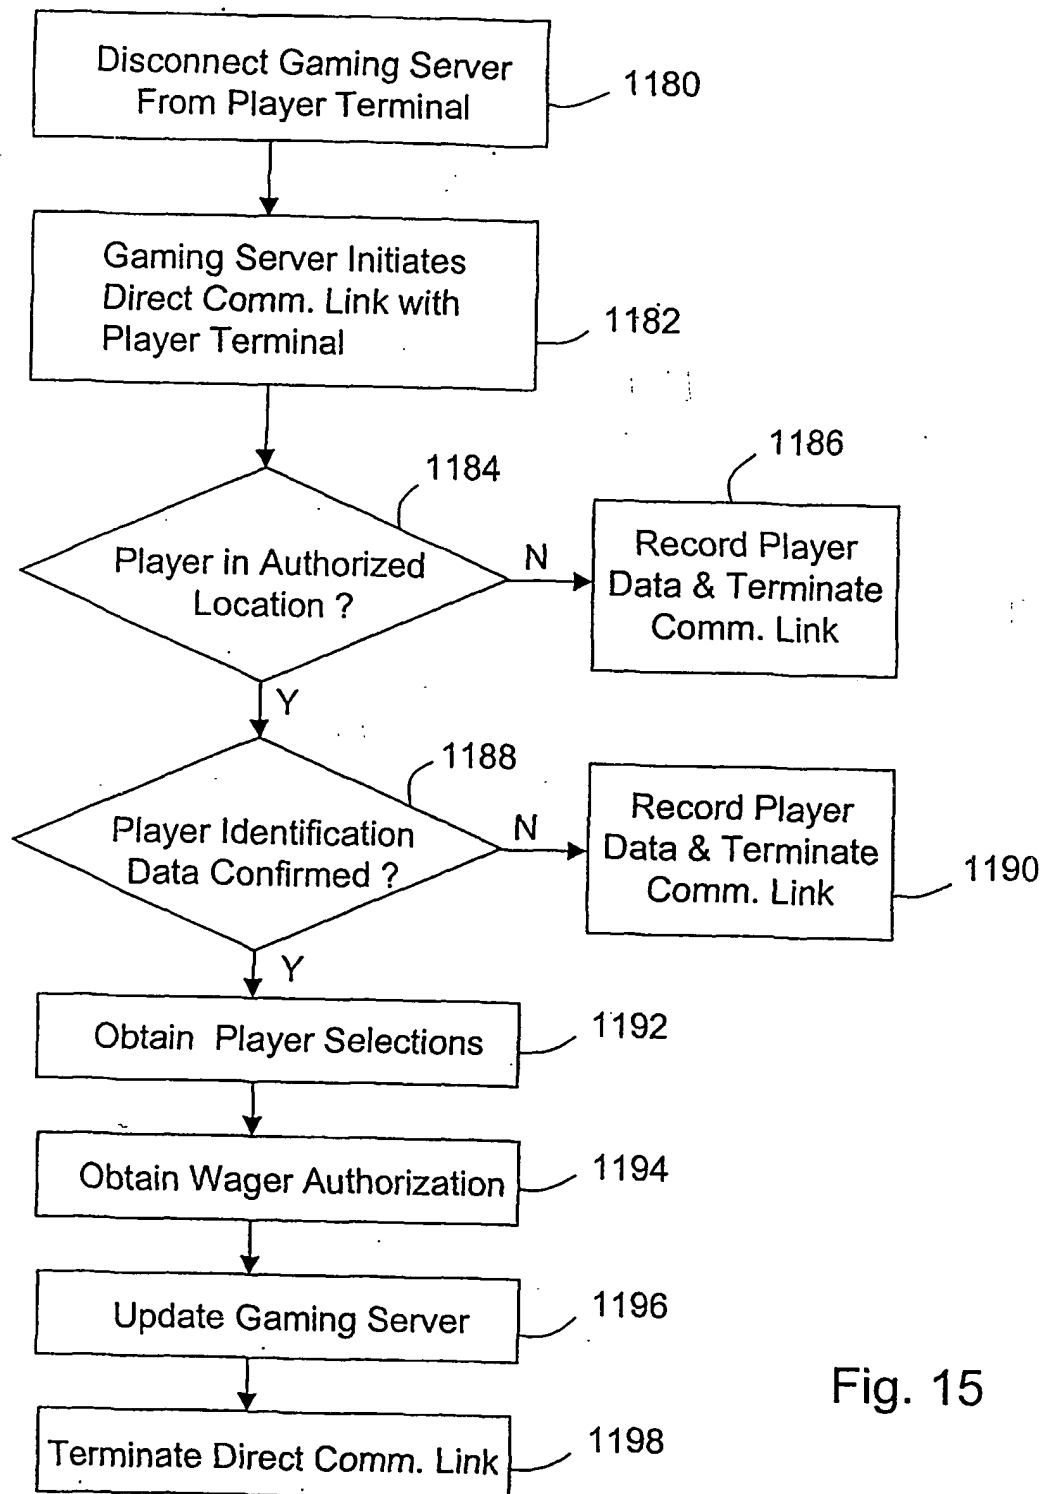 Disconnect Gaming Server
From Player Terminal
1180
Gaming Server Initiates
Direct Comm. Link with
Player Terminal
1182
1184
Player in Authorized
Location ?
N
1186
Record Player
Data & Terminate
Comm. Link
Y
1188
Player Identification
Data Confirmed ?
N
Record Player
Data & Terminate
Comm. Link
1190
Y
Obtain Player Selections
1192
Obtain Wager Authorization
1194
Update Gaming Server
1196
Fig. 15
Terminate Direct Comm. Link
1198